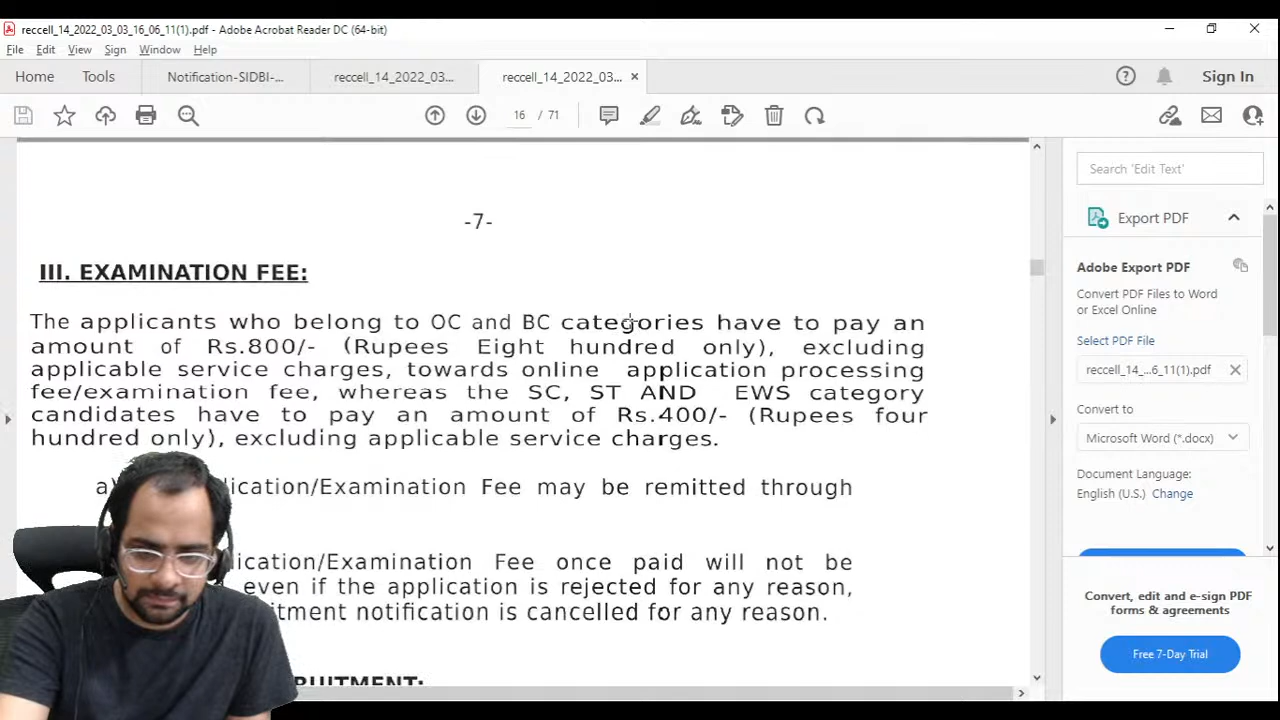 reccell_14_2022_03_03_16_06_11(1).pdf - Adobe Acrobat Reader DC (64-bit)
File Edit View Sign Window Help
Home Tools Notification-SIDBI-... reccell_14_2022_03... reccell_14_2022_03... × Sign In
16 / 71
Search 'Edit Text'
-7-
III. EXAMINATION FEE:
The applicants who belong to OC and BC categories have to pay an
amount of Rs.800/- (Rupees Eight hundred only), excluding
applicable service charges, towards online application processing
fee/examination fee, whereas the SC, ST AND EWS category
candidates have to pay an amount of Rs.400/- (Rupees four
hundred only), excluding applicable service charges.
a) Fee may be remitted through
Fee once paid will not be
even if the application is rejected for any reason,
notification is cancelled for any reason.
Export PDF
Adobe Export PDF
Convert PDF Files to Word
or Excel Online
Select PDF File
reccell_14_...6_11(1).pdf ×
Convert to
Microsoft Word (*.docx)
Document Language:
English (U.S.) Change
Convert, edit and e-sign PDF
forms & agreements
Free 7-Day Trial